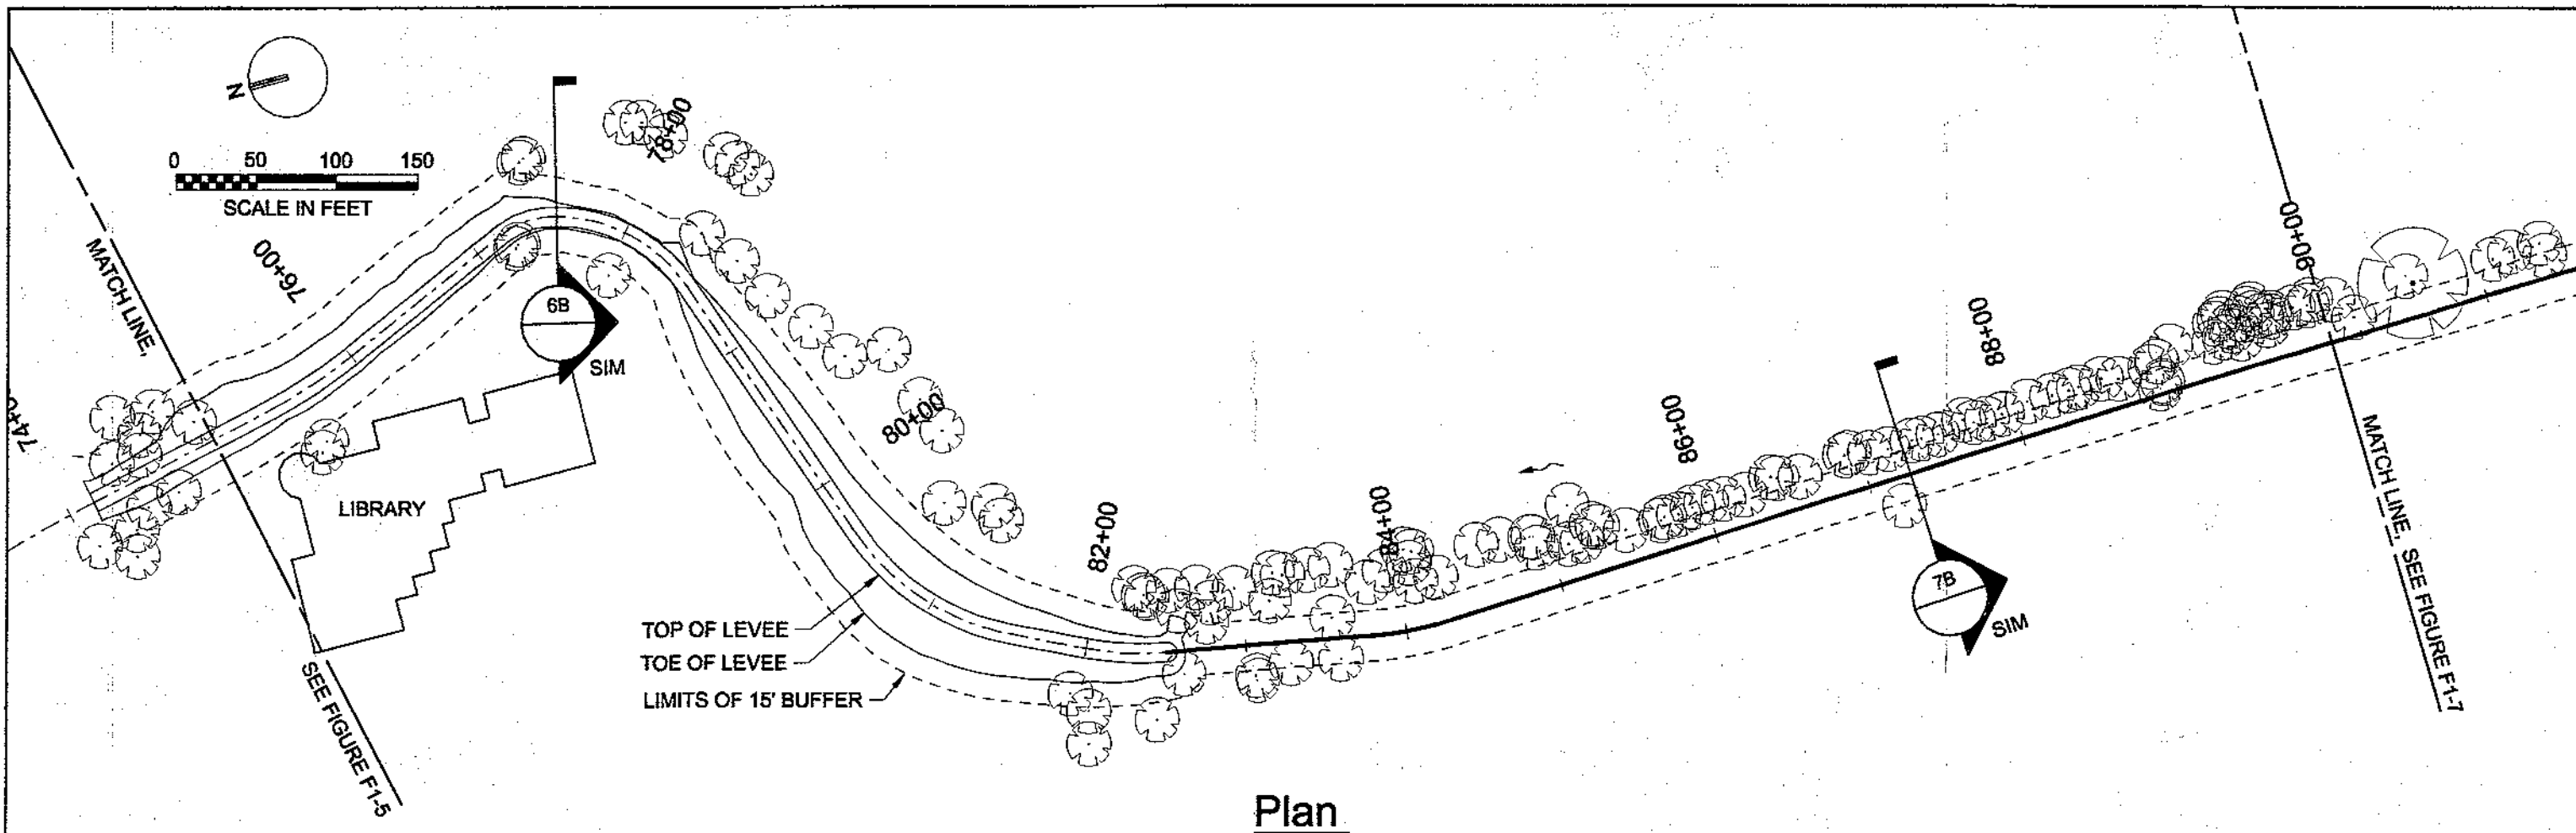 N
0 50 100 150
SCALE IN FEET
MATCH LINE,
SEE FIGURE F1-5
76+00
78+00
6B
SIM
LIBRARY
80+00
TOP OF LEVEE
TOE OF LEVEE
LIMITS OF 15' BUFFER
82+00
84+00
86+00
88+00
7B
SIM
90+00
MATCH LINE, SEE FIGURE F1-7
Plan